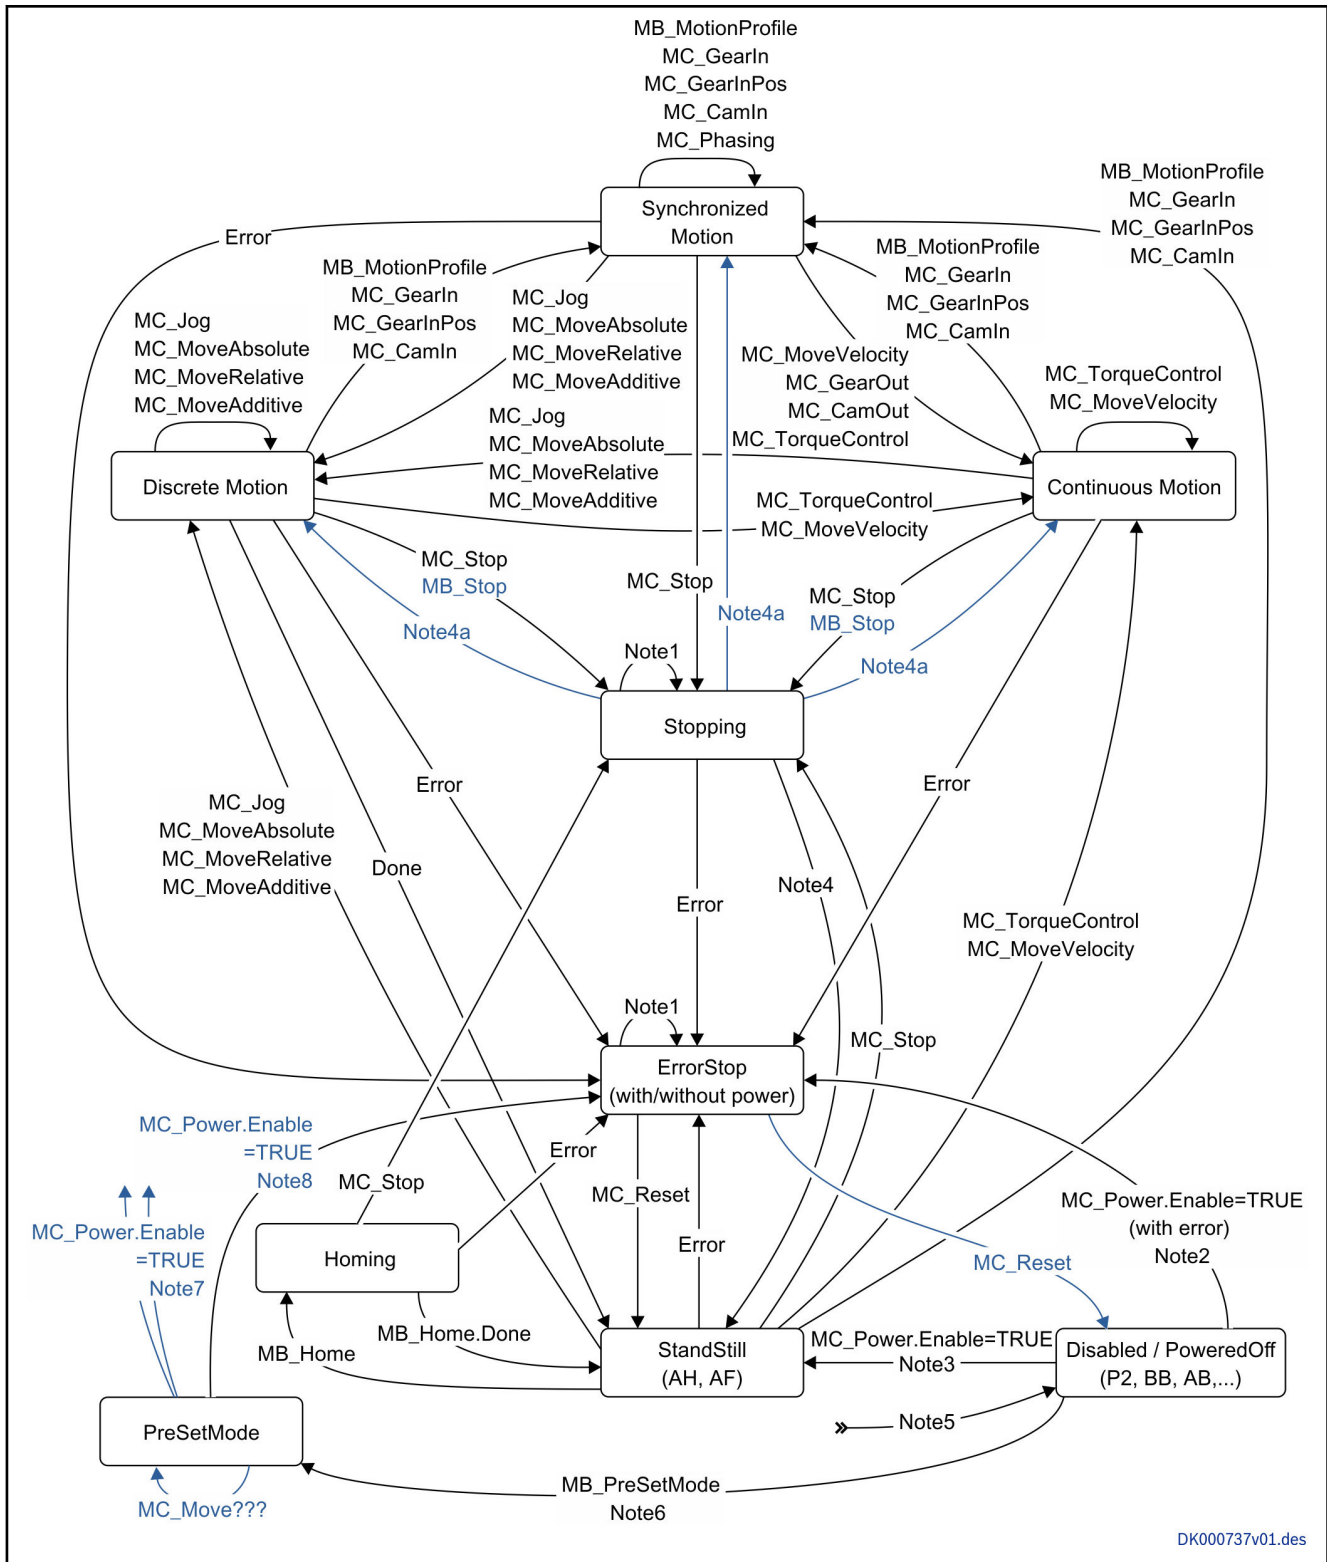 MB_MotionProfile
MC_GearIn
MC_GearInPos
MC_CamIn
MC_Phasing
MB_MotionProfile
MC_GearIn
MC_GearInPos
MC_CamIn
Synchronized
Motion
Error
MB_MotionProfile
MC_GearIn
MC_GearInPos
MC_CamIn
MB_MotionProfile
MC_GearIn
MC_GearInPos
MC_CamIn
MC_Jog
MC_MoveAbsolute
MC_MoveRelative
MC_MoveAdditive
MC_Jog
MC_MoveAbsolute
MC_MoveRelative
MC_MoveAdditive
MC_MoveVelocity
MC_GearOut
MC_CamOut
MC_TorqueControl
MC_TorqueControl
MC_MoveVelocity
MC_Jog
MC_MoveAbsolute
MC_MoveRelative
MC_MoveAdditive
Discrete Motion
Continuous Motion
MC_TorqueControl
MC_MoveVelocity
MC_Stop
MB_Stop
MC_Stop
MC_Stop
MB_Stop
Note4a
Note4a
Note4a
Note1
Stopping
Error
Error
MC_Jog
MC_MoveAbsolute
MC_MoveRelative
MC_MoveAdditive
Done
Error
Note4
MC_TorqueControl
MC_MoveVelocity
Note1
MC_Stop
ErrorStop
(with/without power)
MC_Power.Enable
=TRUE
Note8
Error
MC_Stop
MC_Reset
Error
MC_Power.Enable=TRUE
(with error)
Note2
MC_Power.Enable
=TRUE
Note7
Homing
MC_Reset
MB_Home.Done
MB_Home
StandStill
(AH, AF)
MC_Power.Enable=TRUE
Note3
Disabled / PoweredOff
(P2, BB, AB,...)
Note5
PreSetMode
MB_PreSetMode
Note6
MC_Move???
DK000737v01.des